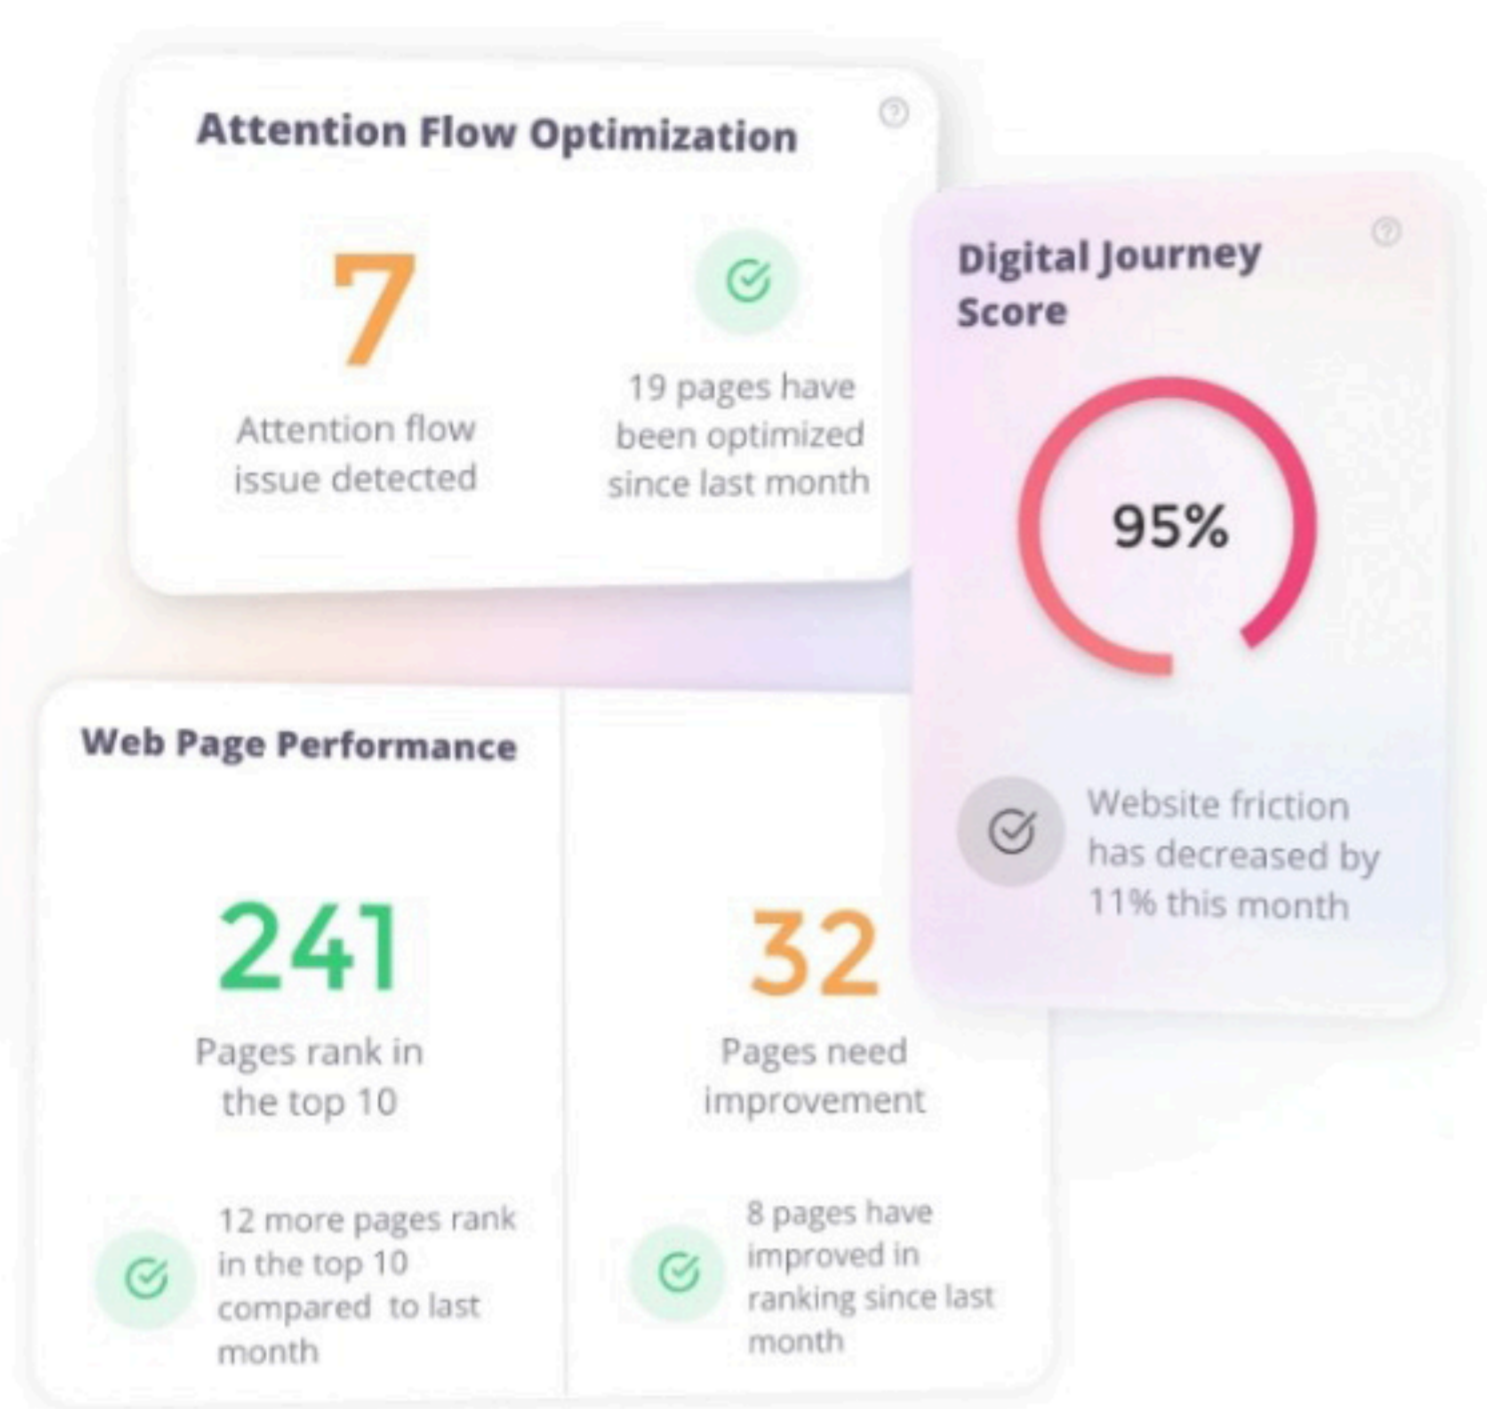 Attention Flow Optimization
7
Attention flow
issue detected
19 pages have
been optimized
since last month
Digital Journey
Score
95%
Website friction
has decreased by
11% this month
Web Page Performance
241
Pages rank in
the top 10
12 more pages rank
in the top 10
compared  to last
month
32
Pages need
improvement
8 pages have
improved in
ranking since last
month